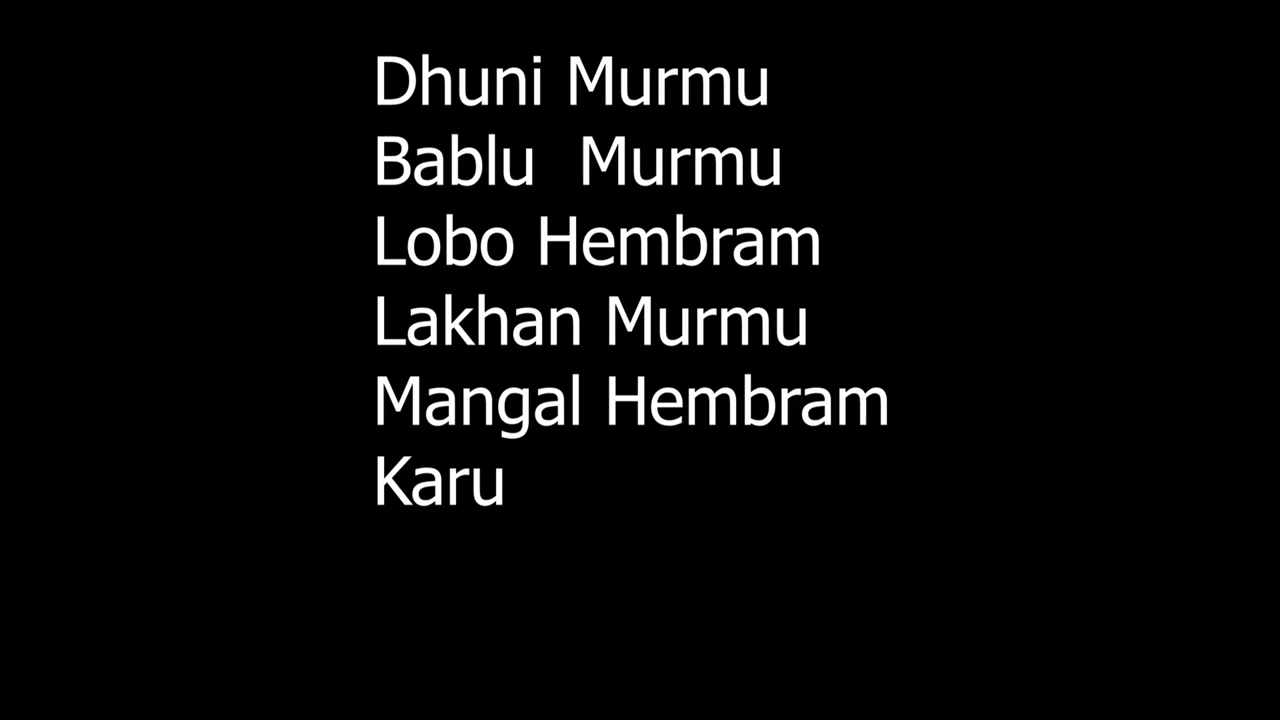 Dhuni Murmu
Bablu  Murmu
Lobo Hembram
Lakhan Murmu
Mangal Hembram
Karu